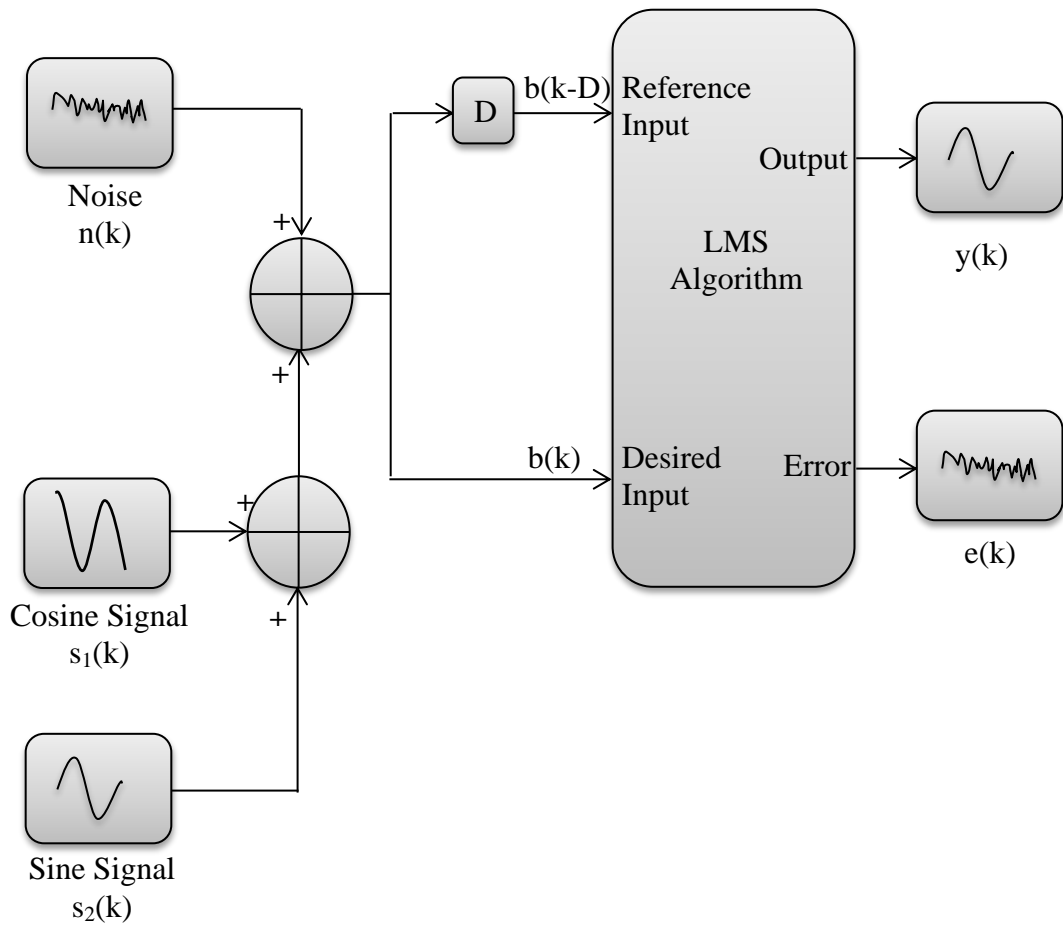 Noise
n(k)
+
+
Cosine Signal
s₁(k)
+
+
Sine Signal
s₂(k)
D
b(k-D)
b(k)
Reference
Input
Output
LMS
Algorithm
Desired
Input
Error
y(k)
e(k)